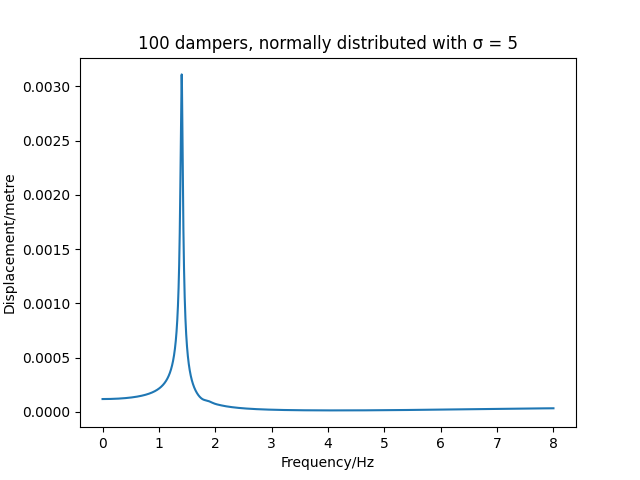 100 dampers, normally distributed with σ = 5
0.0030
0.0025
0.0020
0.0015
0.0010
0.0005
0.0000
Displacement/metre
0 1 2 3 4 5 6 7 8
Frequency/Hz